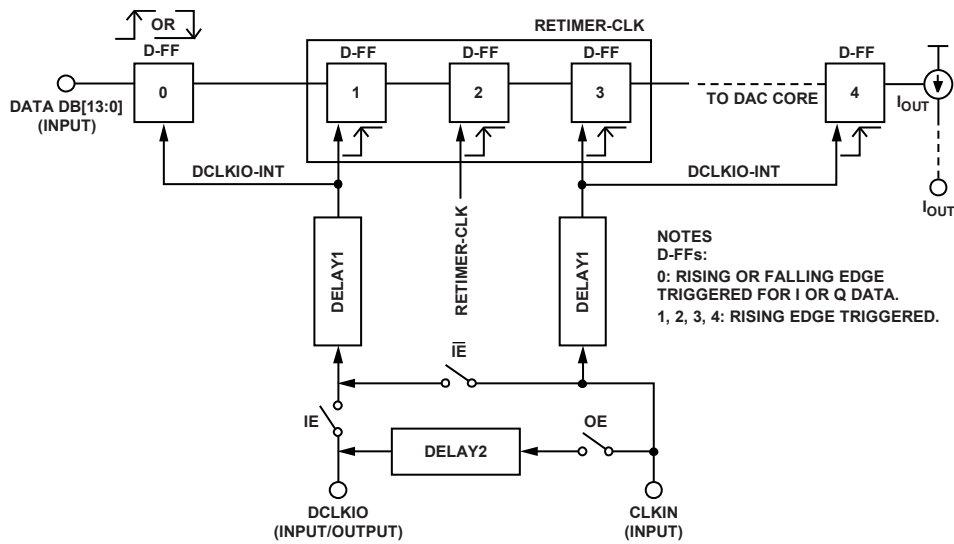 OR
RETIMER-CLK
D-FF
D-FF
D-FF
D-FF
D-FF
0
1
2
3
4
DATA DB[13:0]
(INPUT)
TO DAC CORE
IOUT
DCLKIO-INT
DCLKIO-INT
IOUT
DELAY1
RETIMER-CLK
DELAY1
NOTES
D-FFs:
0: RISING OR FALLING EDGE
TRIGGERED FOR I OR Q DATA.
1, 2, 3, 4: RISING EDGE TRIGGERED.
I̅E̅
IE
OE
DELAY2
DCLKIO
(INPUT/OUTPUT)
CLKIN
(INPUT)